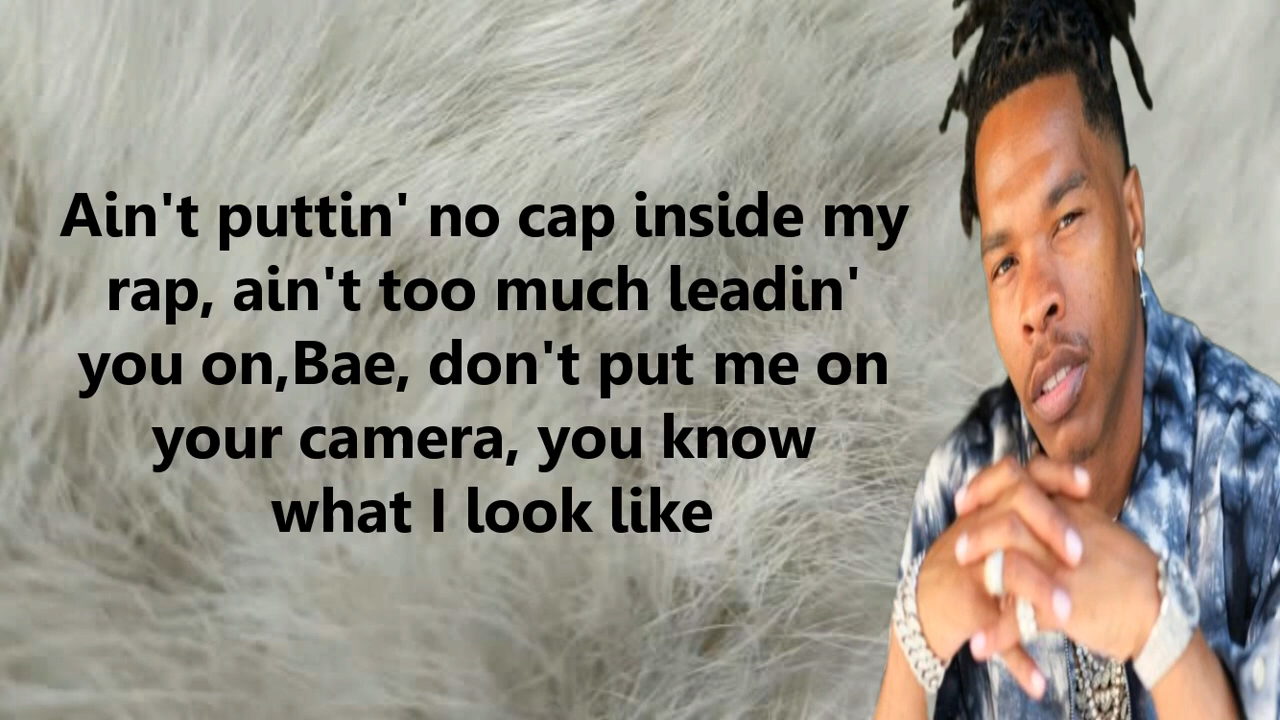 Ain't puttin' no cap inside my
rap, ain't too much leadin'
you on,Bae, don't put me on
your camera, you know
what I look like